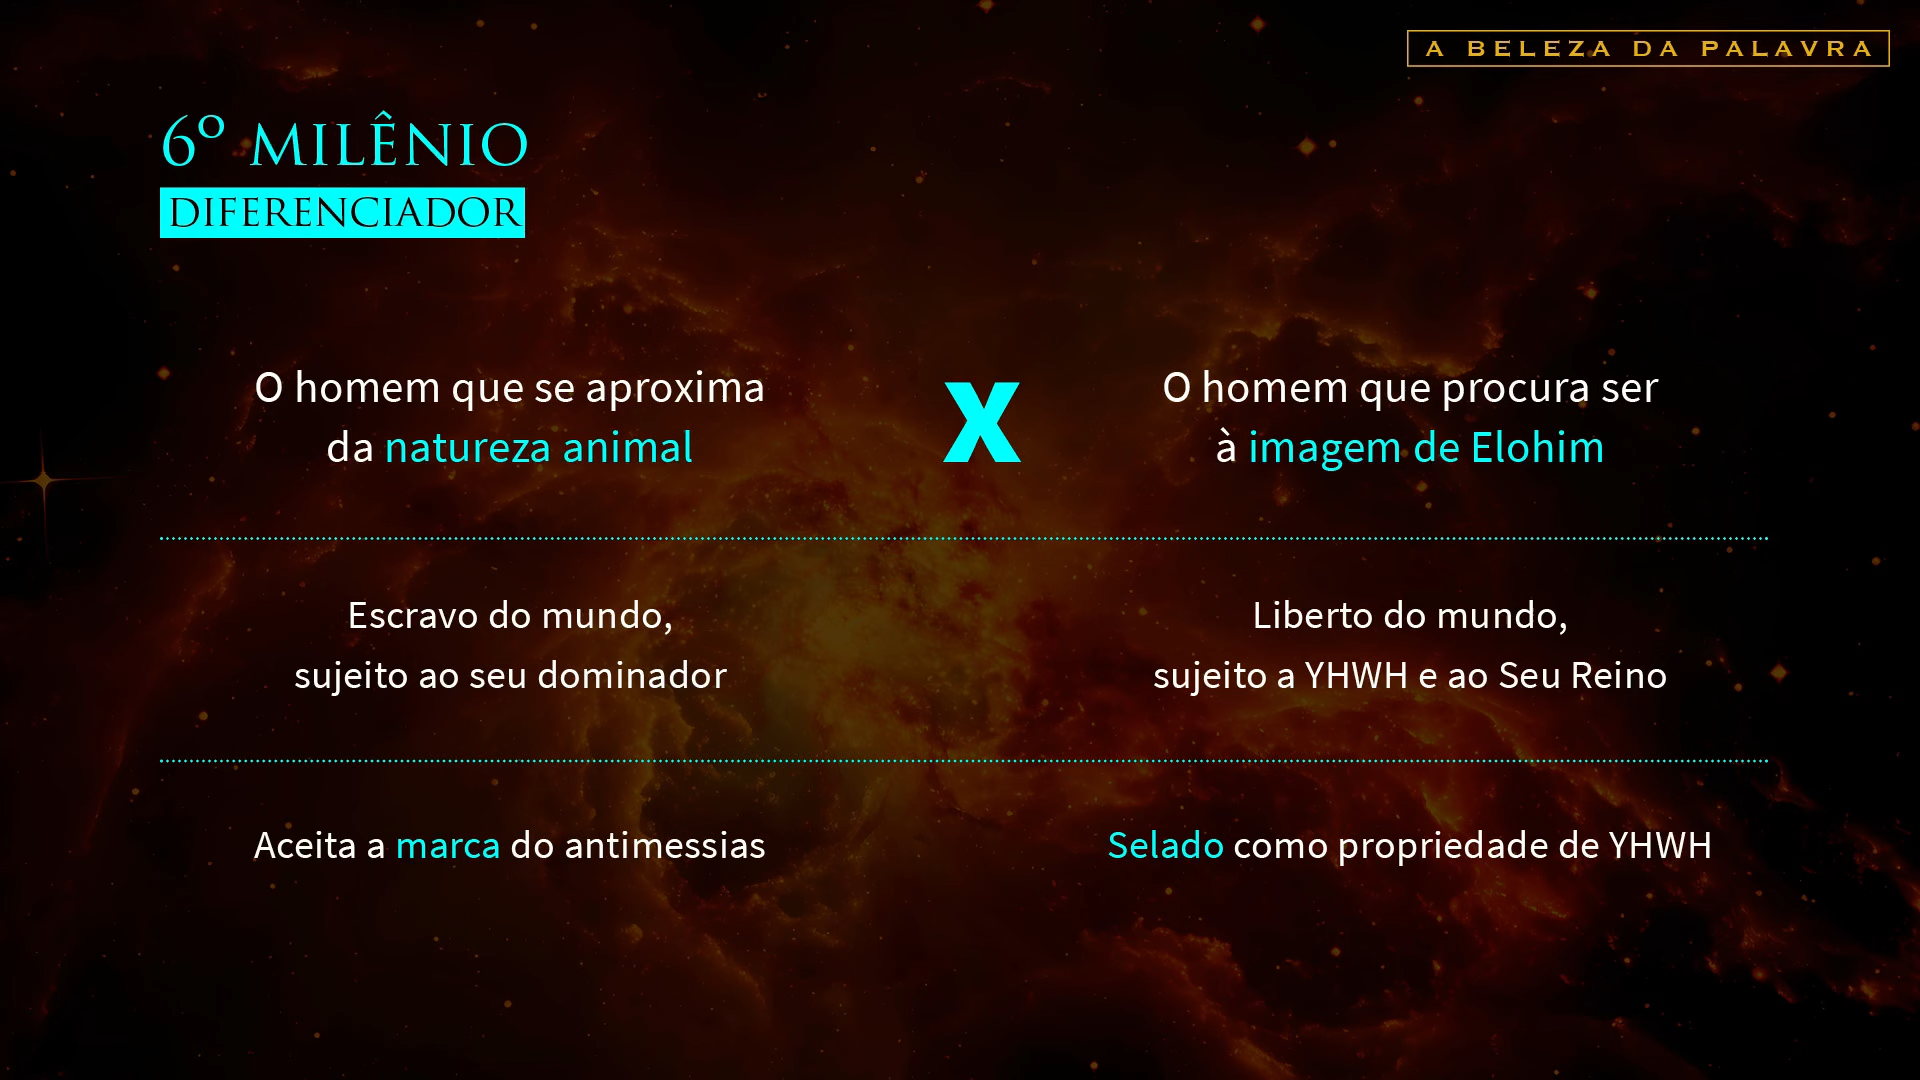 A BELEZA DA PALAVRA
6º MILÊNIO
DIFERENCIADOR
O homem que se aproxima
da natureza animal
X
O homem que procura ser
à imagem de Elohim
Escravo do mundo,
sujeito ao seu dominador
Liberto do mundo,
sujeito a YHWH e ao Seu Reino
Aceita a marca do antimessias
Selado como propriedade de YHWH